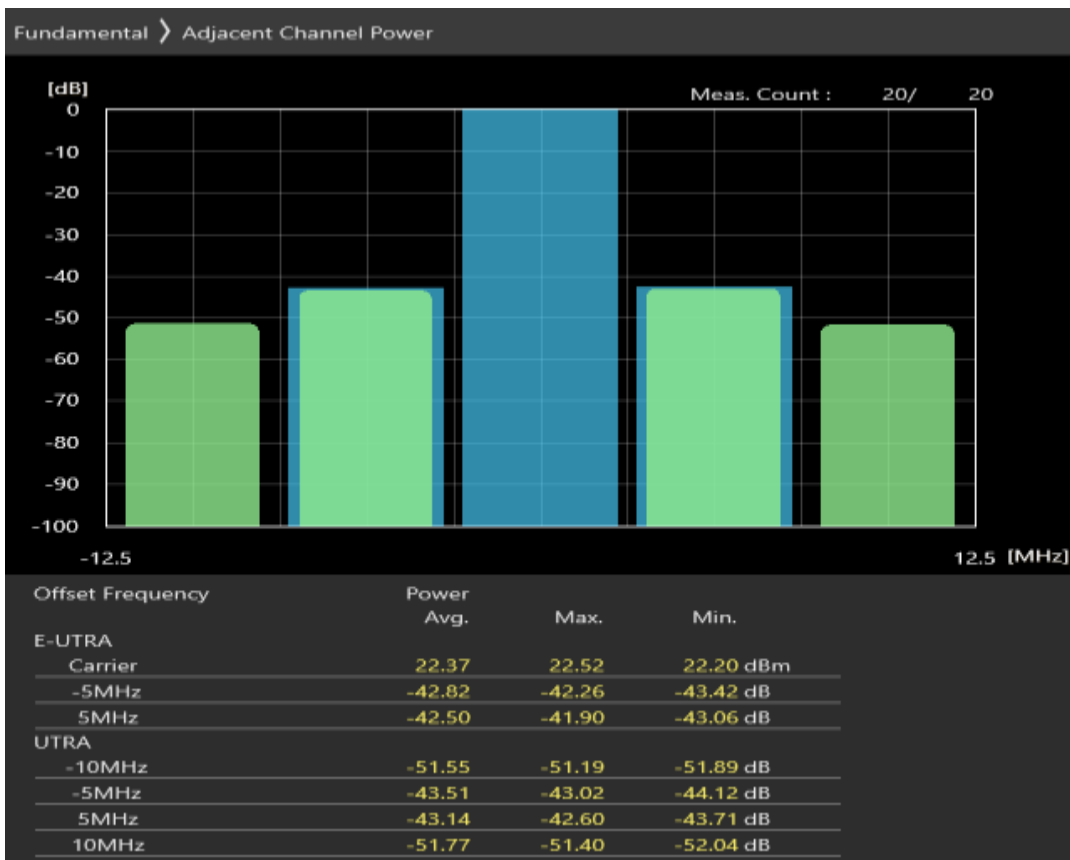 Fundamental 〉 Adjacent Channel Power
[dB]
Meas. Count : 20/ 20
0
-10
-20
-30
-40
-50
-60
-70
-80
-90
-100
-12.5 12.5 [MHz]
Offset Frequency Power
Avg. Max. Min.
E-UTRA
Carrier 22.37 22.52 22.20 dBm
-5MHz -42.82 -42.26 -43.42 dB
5MHz -42.50 -41.90 -43.06 dB
UTRA
-10MHz -51.55 -51.19 -51.89 dB
-5MHz -43.51 -43.02 -44.12 dB
5MHz -43.14 -42.60 -43.71 dB
10MHz -51.77 -51.40 -52.04 dB